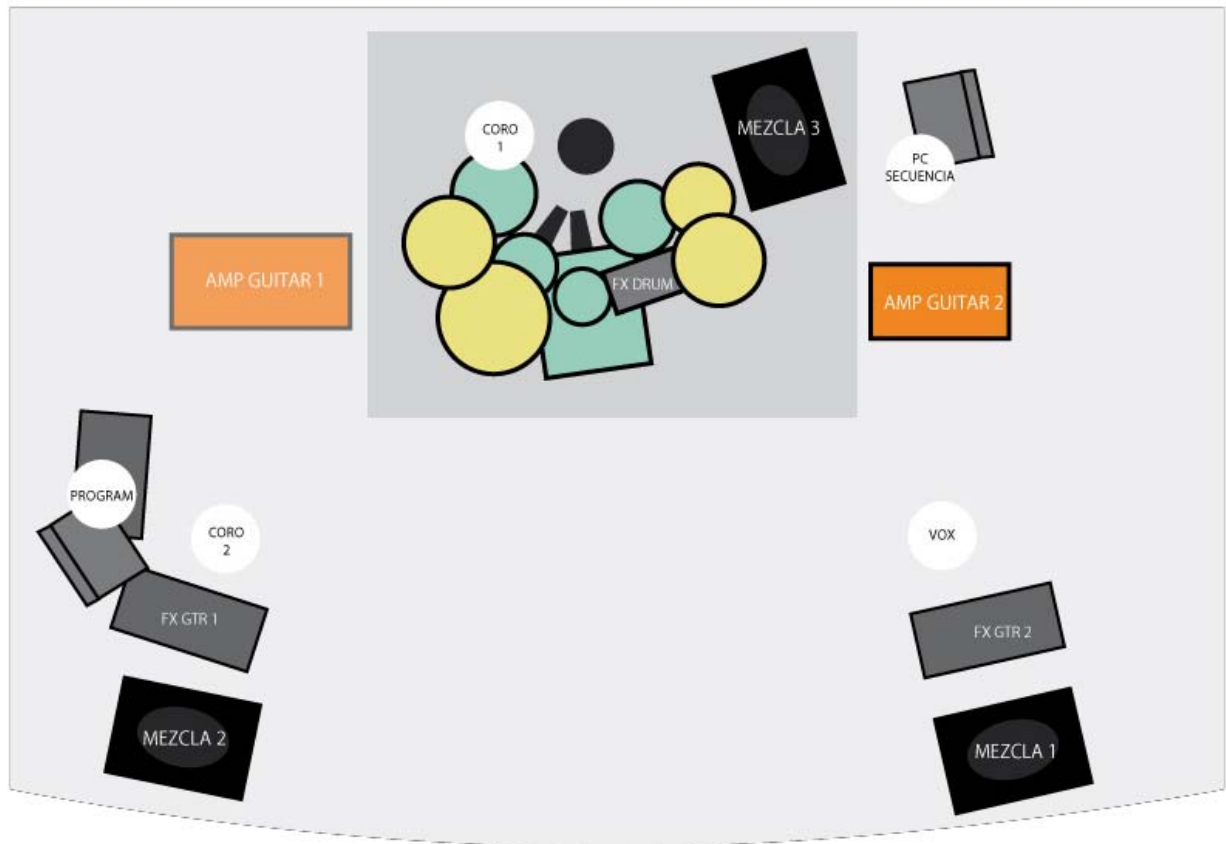 CORO
1
MEZCLA 3
PC
SECUENCIA
AMP GUITAR 1
FX DRUM
AMP GUITAR 2
PROGRAM
CORO
2
VOX
FX GTR 1
FX GTR 2
MEZCLA 2
MEZCLA 1